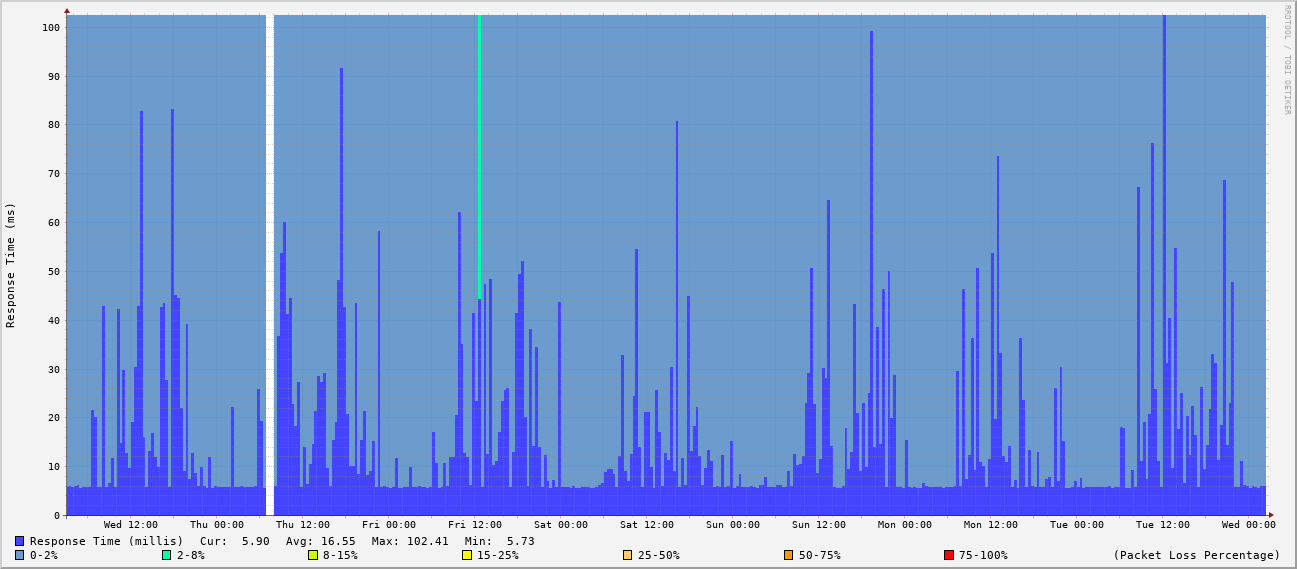 RRDTOOL / TOBI OETIKER
Response Time (ms)
100
90
80
70
60
50
40
30
20
10
0
Wed 12:00 Thu 00:00 Thu 12:00 Fri 00:00 Fri 12:00 Sat 00:00 Sat 12:00 Sun 00:00 Sun 12:00 Mon 00:00 Mon 12:00 Tue 00:00 Tue 12:00 Wed 00:00
Response Time (millis) Cur: 5.90 Avg: 16.55 Max: 102.41 Min: 5.73
0-2% 2-8% 8-15% 15-25% 25-50% 50-75% 75-100% (Packet Loss Percentage)